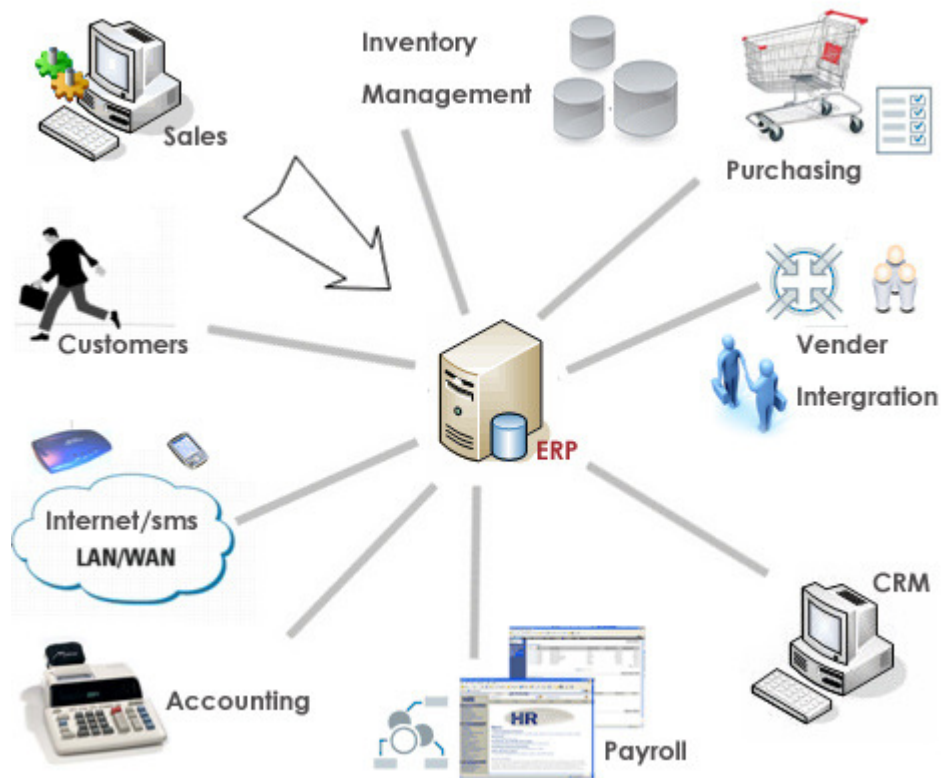 Inventory
Management
Sales
Purchasing
Customers
Vender
Intergration
ERP
Internet/sms
LAN/WAN
CRM
Accounting
HR
Payroll